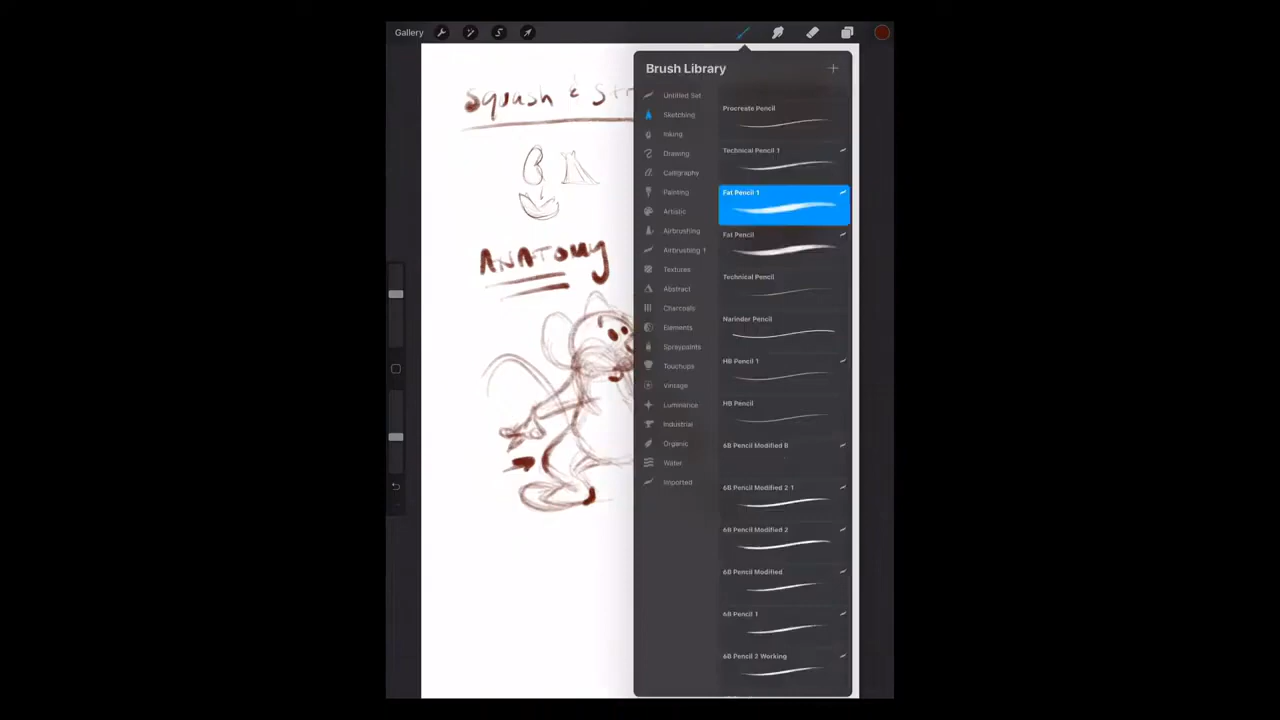 Gallery
Brush Library
Untitled Set
Sketching
Inking
Drawing
Calligraphy
Painting
Artistic
Airbrushing
Airbrushing 1
Textures
Abstract
Charcoals
Elements
Spraypaints
Touchups
Vintage
Luminance
Industrial
Organic
Water
Imported
Procreate Pencil
Technical Pencil 1
Fat Pencil 1
Fat Pencil
Technical Pencil
Narinder Pencil
HB Pencil 1
HB Pencil
6B Pencil Modified B
6B Pencil Modified 2 1
6B Pencil Modified 2
6B Pencil Modified
6B Pencil 1
6B Pencil 2 Working
Squash & Str
ANATOMY